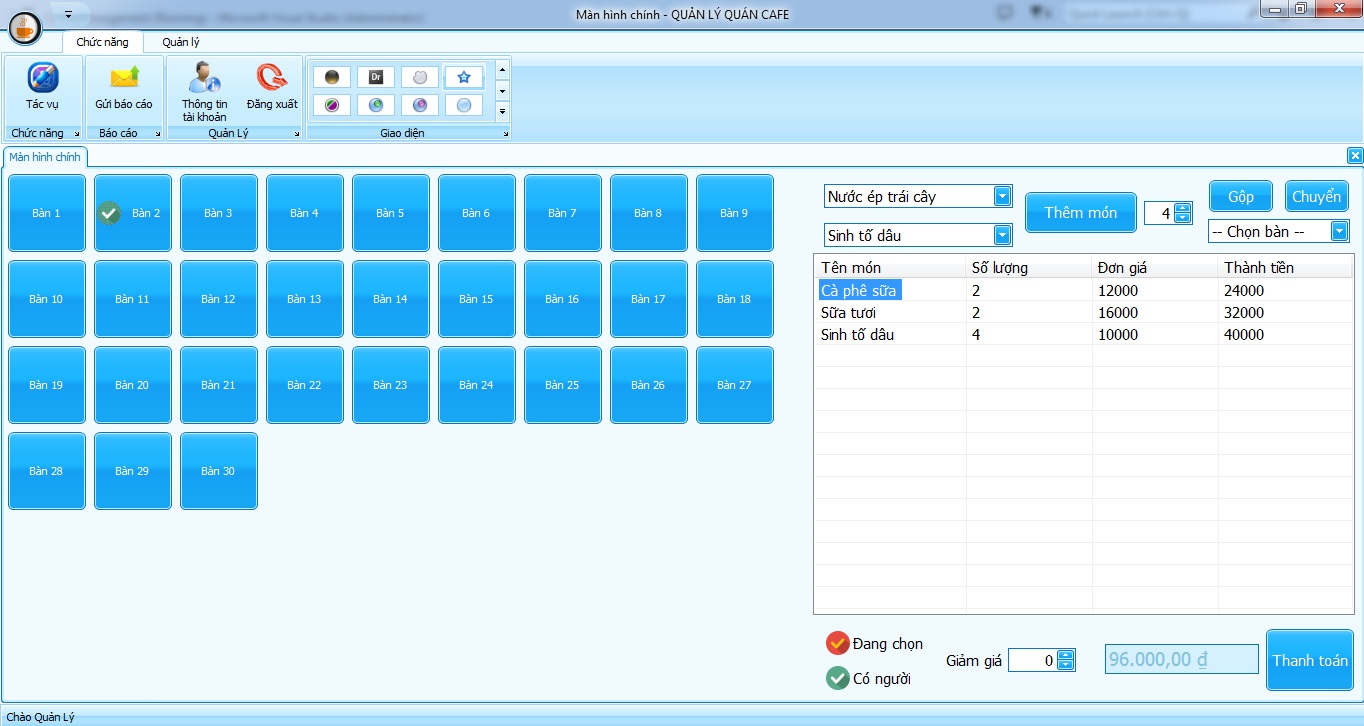 Màn hình chính - QUẢN LÝ QUÁN CAFE
Chức năng Quản lý
Tác vụ Gửi báo cáo Thông tin tài khoản Đăng xuất
Dr
Chức năng Báo cáo Quản Lý Giao diện
Màn hình chính
Bàn 1 Bàn 2 Bàn 3 Bàn 4 Bàn 5 Bàn 6 Bàn 7 Bàn 8 Bàn 9
Bàn 10 Bàn 11 Bàn 12 Bàn 13 Bàn 14 Bàn 15 Bàn 16 Bàn 17 Bàn 18
Bàn 19 Bàn 20 Bàn 21 Bàn 22 Bàn 23 Bàn 24 Bàn 25 Bàn 26 Bàn 27
Bàn 28 Bàn 29 Bàn 30
Nước ép trái cây
Sinh tố dâu
Thêm món 4
Gộp Chuyển
-- Chọn bàn --
Tên món Số lượng Đơn giá Thành tiền
Cà phê sữa 2 12000 24000
Sữa tươi 2 16000 32000
Sinh tố dâu 4 10000 40000
Đang chọn
Có người
Giảm giá 0 96.000,00 ₫ Thanh toán
Chào Quản Lý